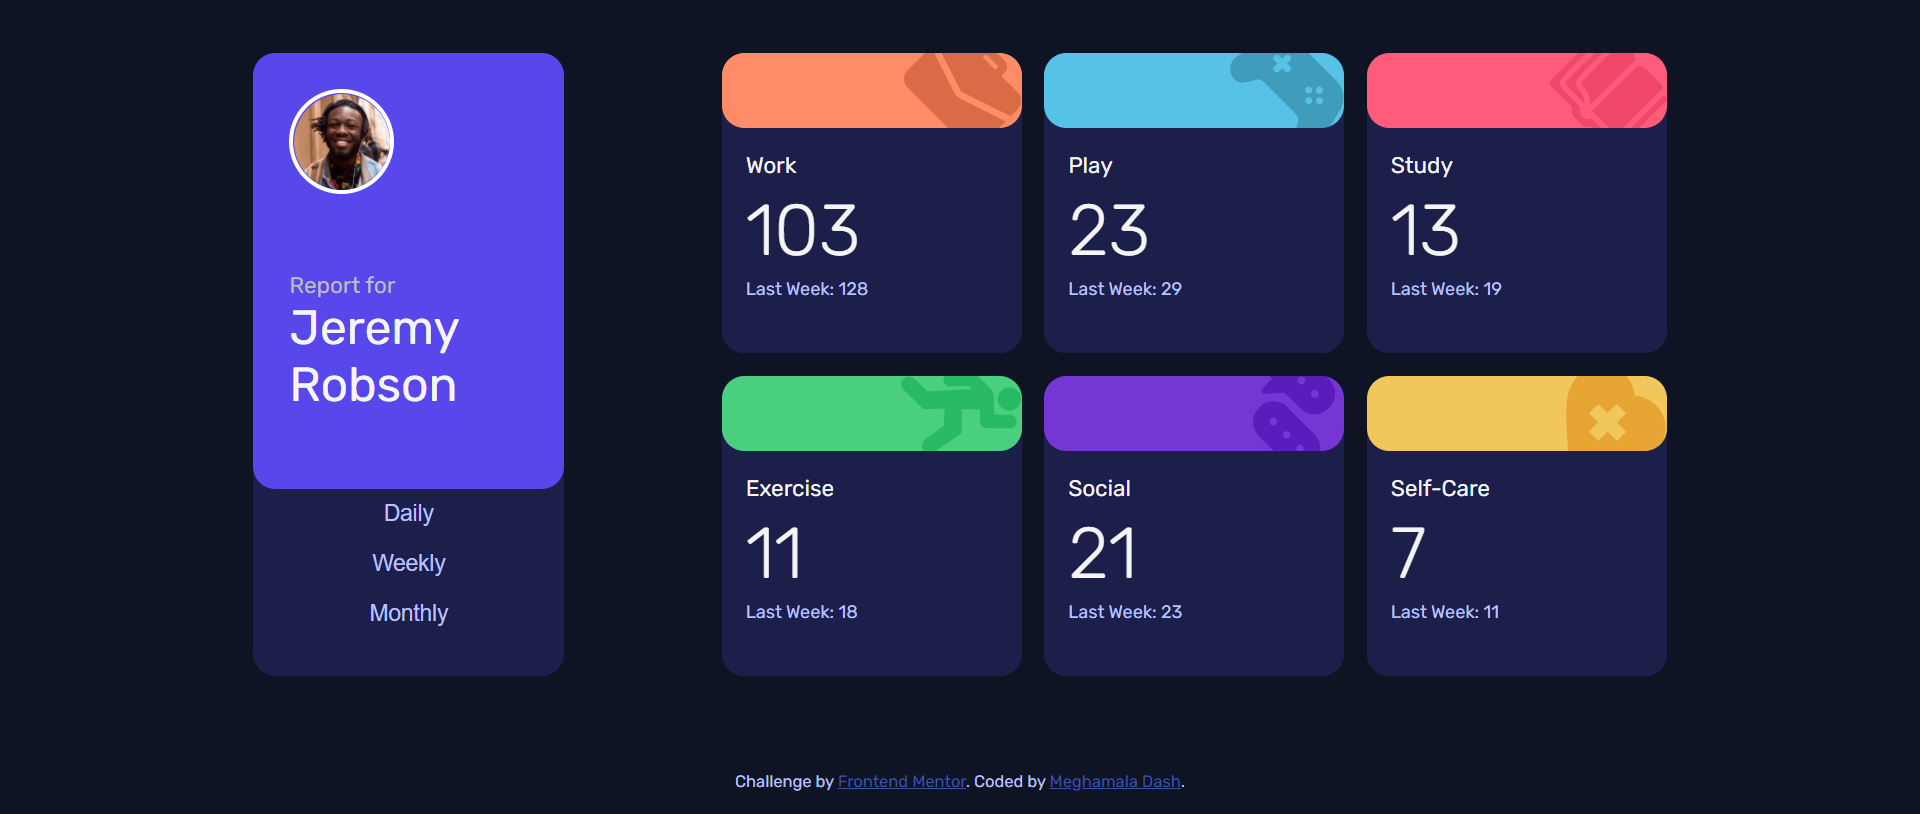 Report for
Jeremy
Robson
Daily
Weekly
Monthly
Work
103
Last Week: 128
Play
23
Last Week: 29
Study
13
Last Week: 19
Exercise
11
Last Week: 18
Social
21
Last Week: 23
Self-Care
7
Last Week: 11
Challenge by Frontend Mentor. Coded by Meghamala Dash.